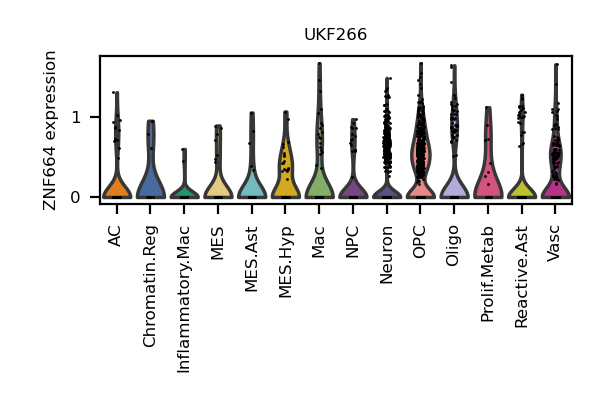 UKF266
ZNF664 expression
1
0
AC
Chromatin.Reg
Inflammatory.Mac
MES
MES.Ast
MES.Hyp
Mac
NPC
Neuron
OPC
Oligo
Prolif.Metab
Reactive.Ast
Vasc